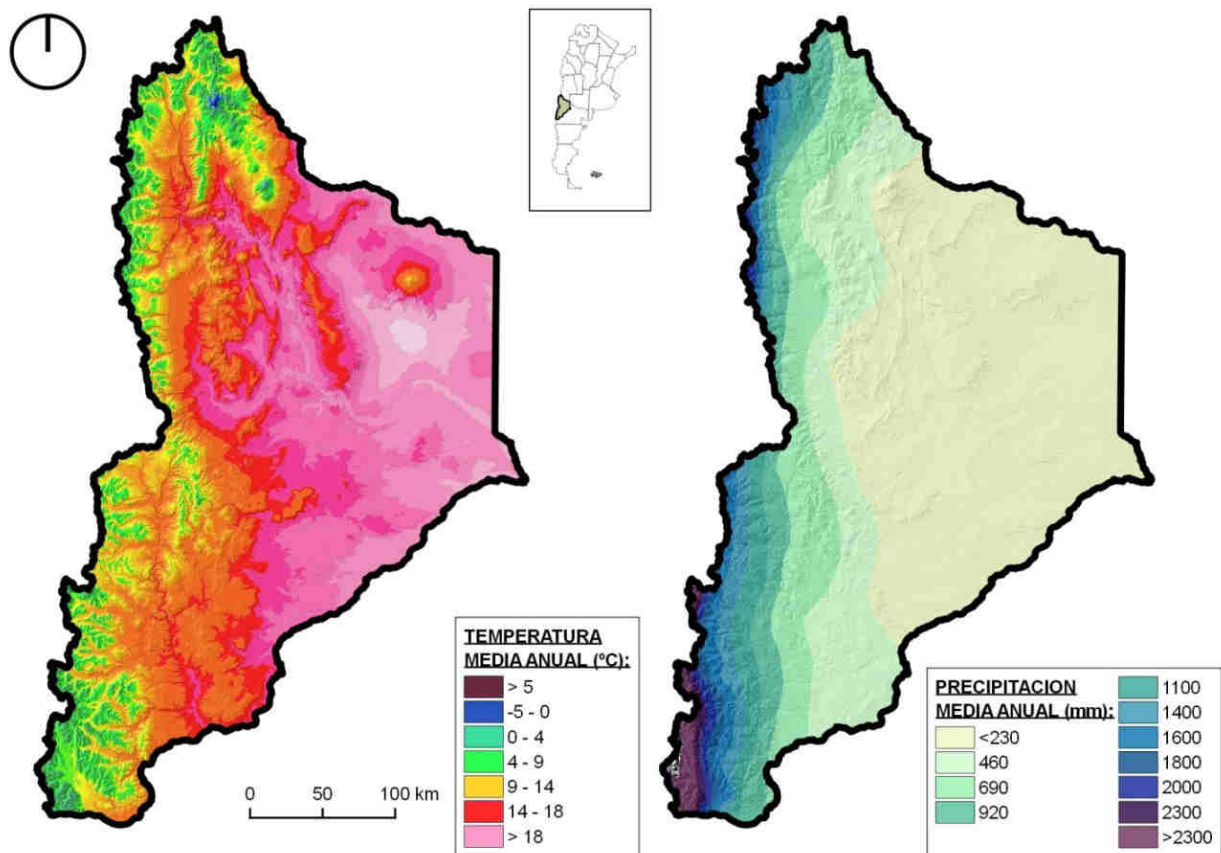 TEMPERATURA
MEDIA ANUAL (ºC):
> 5
-5 - 0
0 - 4
4 - 9
9 - 14
14 - 18
> 18
0 50 100 km
PRECIPITACION
MEDIA ANUAL (mm):
<230
460
690
920
1100
1400
1600
1800
2000
2300
>2300